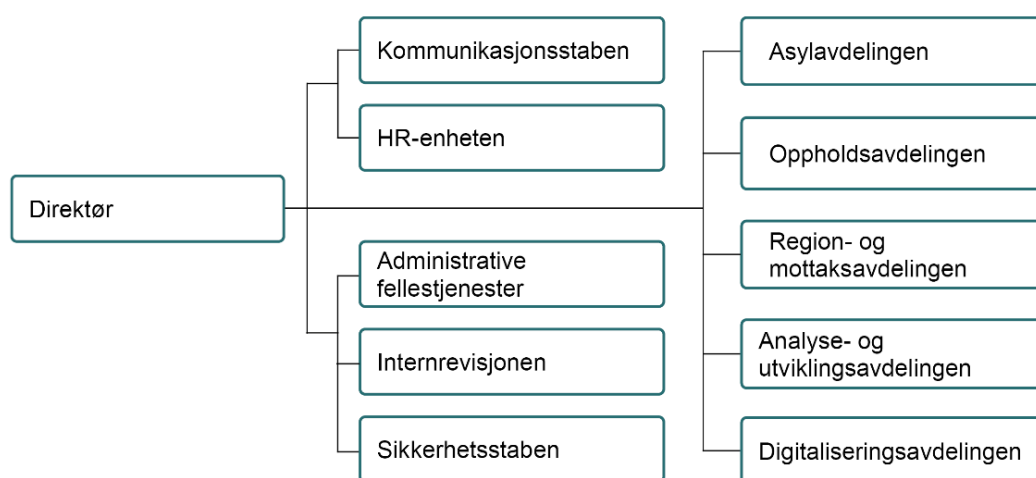 Direktør
Kommunikasjonsstaben
HR-enheten
Administrative
fellestjenester
Internrevisjonen
Sikkerhetsstaben
Asylavdelingen
Oppholdsavdelingen
Region- og
mottaksavdelingen
Analyse- og
utviklingsavdelingen
Digitaliseringsavdelingen